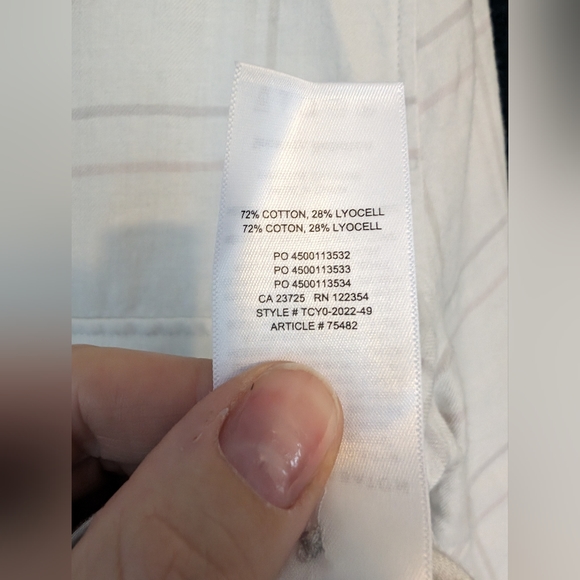 72% COTTON, 28% LYOCELL
72% COTON, 28% LYOCELL
PO 4500113532
PO 4500113533
PO 4500113534
CA 23725 RN 122354
STYLE # TCY0-2022-49
ARTICLE # 75482